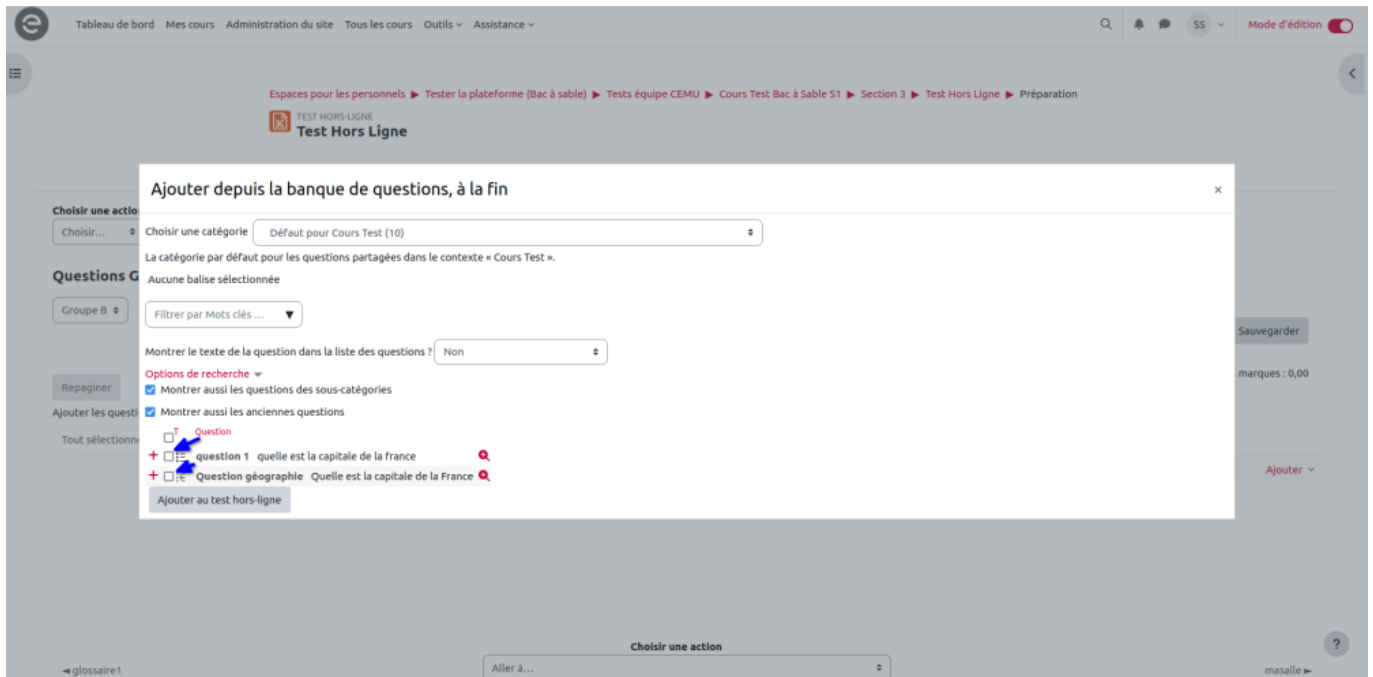 e Tableau de bord Mes cours Administration du site Tous les cours Outils Assistance SS Mode d'édition
Espaces pour les personnels ► Tester la plateforme (Bac à sable) ► Tests équipe CEMU ► Cours Test Bac à Sable S1 ► Section 3 ► Test Hors Ligne ► Préparation
TEST HORS-LIGNE
Test Hors Ligne
Ajouter depuis la banque de questions, à la fin ×
Choisir une actio
Choisir...
Choisir une catégorie Défaut pour Cours Test (10)
La catégorie par défaut pour les questions partagées dans le contexte « Cours Test ».
Questions G
Aucune balise sélectionnée
Groupe B
Filtrer par Mots clés ... ▼
Sauvegarder
Montrer le texte de la question dans la liste des questions ? Non
Options de recherche
marques : 0,00
Repaginer
Montrer aussi les questions des sous-catégories
Ajouter les questi
Montrer aussi les anciennes questions
Tout sélectionn
T Question
+ question 1 quelle est la capitale de la france
Ajouter
+ Question géographie Quelle est la capitale de la France
Ajouter au test hors-ligne
Choisir une action
?
◄ glossaire1
Aller à...
masalle ►